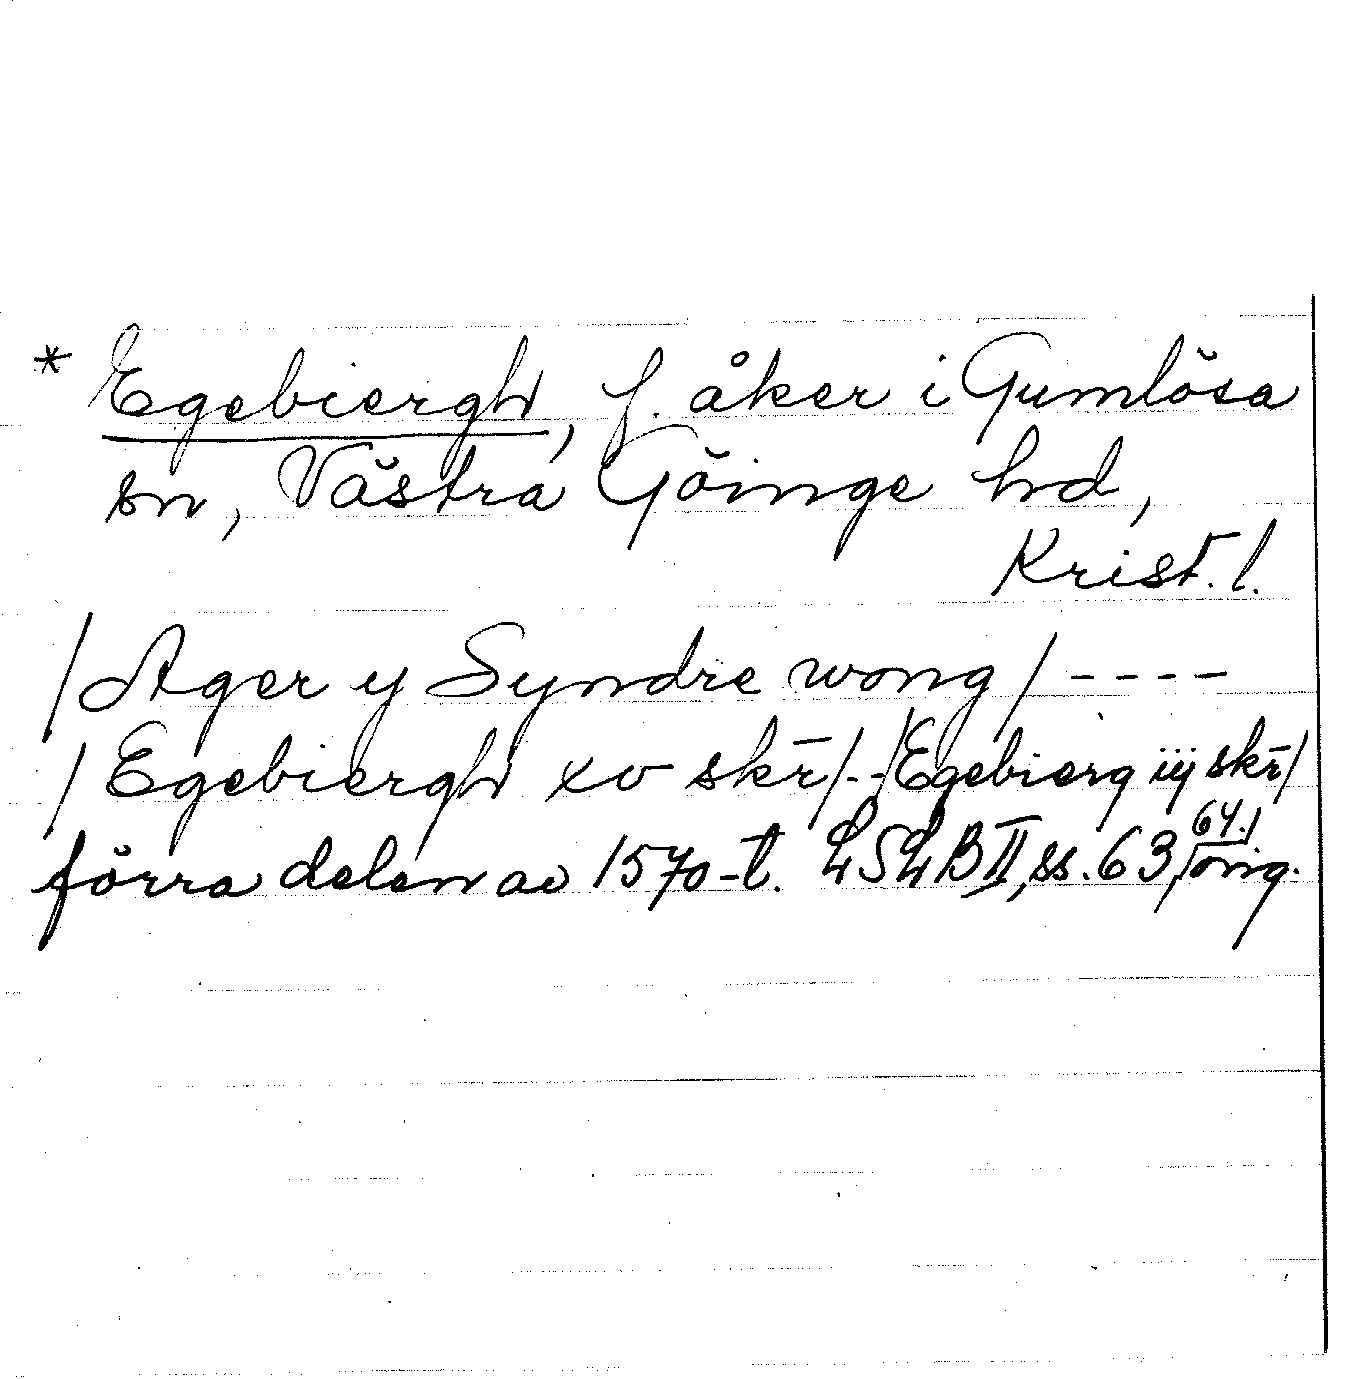 * Egebiergh, f. åker i Gumlösa
sn, Västra Göinge hd,
Krist. l.
/Ager y Syndre wong/ ----
/Egebiergh xv skr̄/--/Egebierg iij skr̄/
förra delen av 1570-t. LSLB II, ss. 63, 64./ orig.